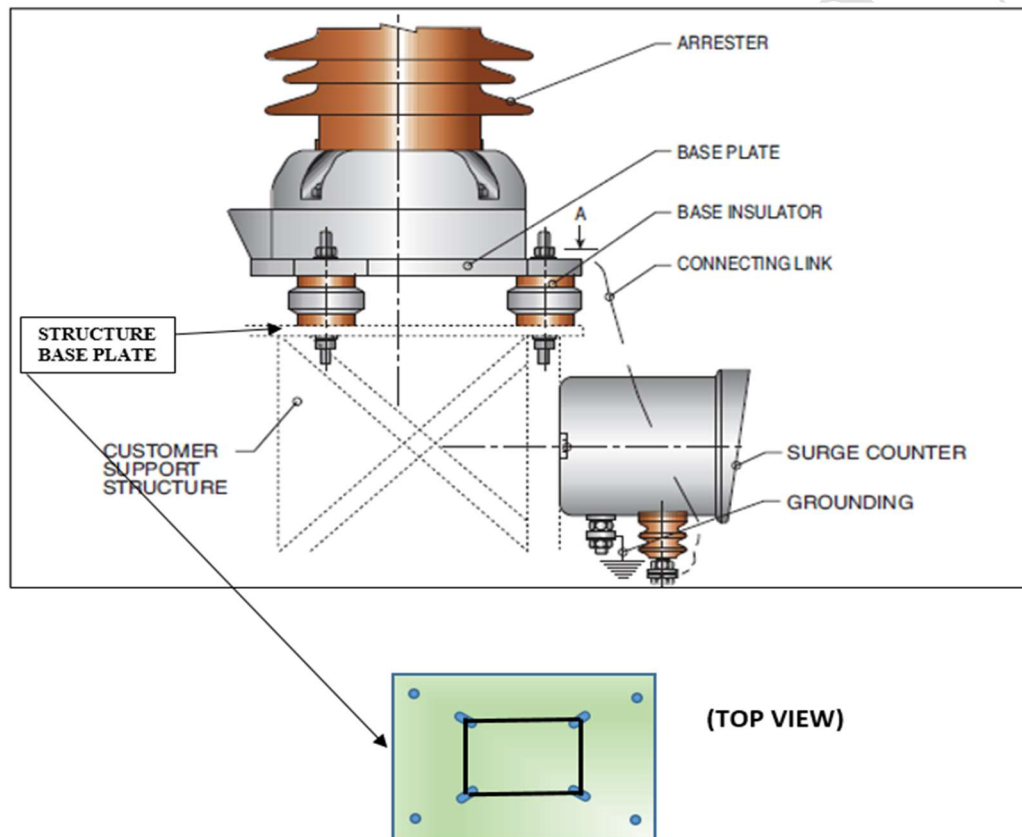 ARRESTER
BASE PLATE
BASE INSULATOR
A
CONNECTING LINK
STRUCTURE
BASE PLATE
CUSTOMER
SUPPORT
STRUCTURE
SURGE COUNTER
GROUNDING
(TOP VIEW)